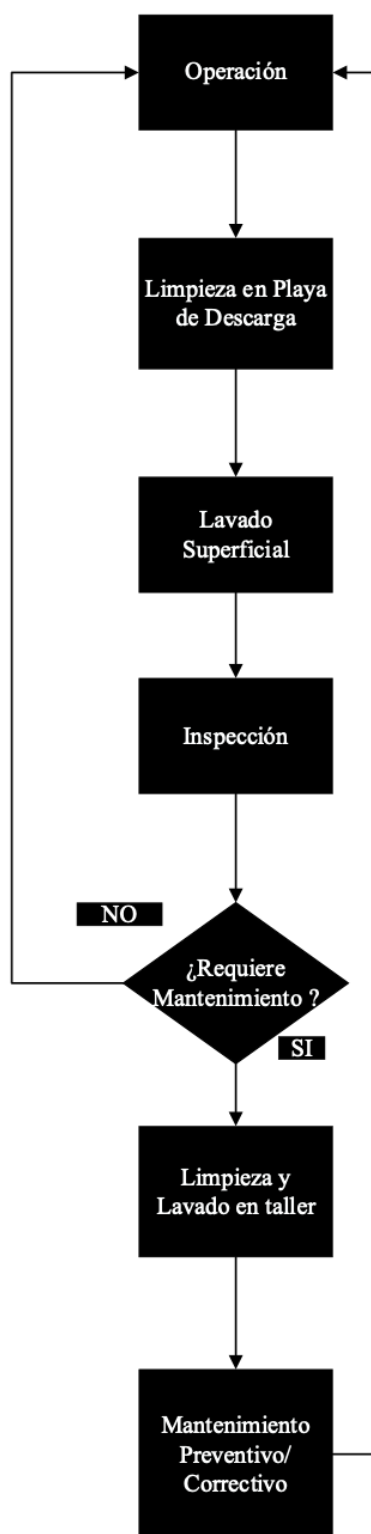 Operación
Limpieza en Playa
de Descarga
Lavado
Superficial
Inspección
NO
¿Requiere
Mantenimiento ?
SI
Limpieza y
Lavado en taller
Mantenimiento
Preventivo/
Correctivo